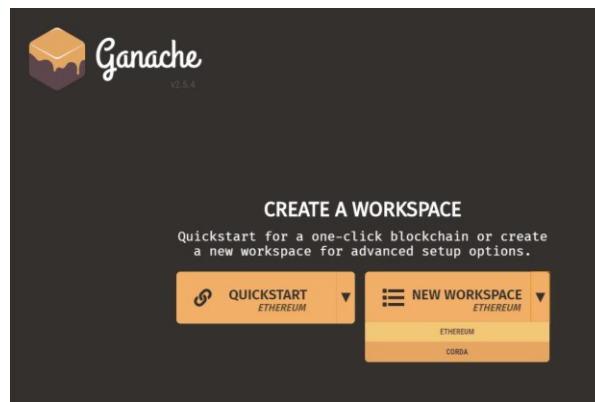 Ganache
v2.5.4
CREATE A WORKSPACE
Quickstart for a one-click blockchain or create
a new workspace for advanced setup options.
QUICKSTART
ETHEREUM
NEW WORKSPACE
ETHEREUM
ETHEREUM
CORDA